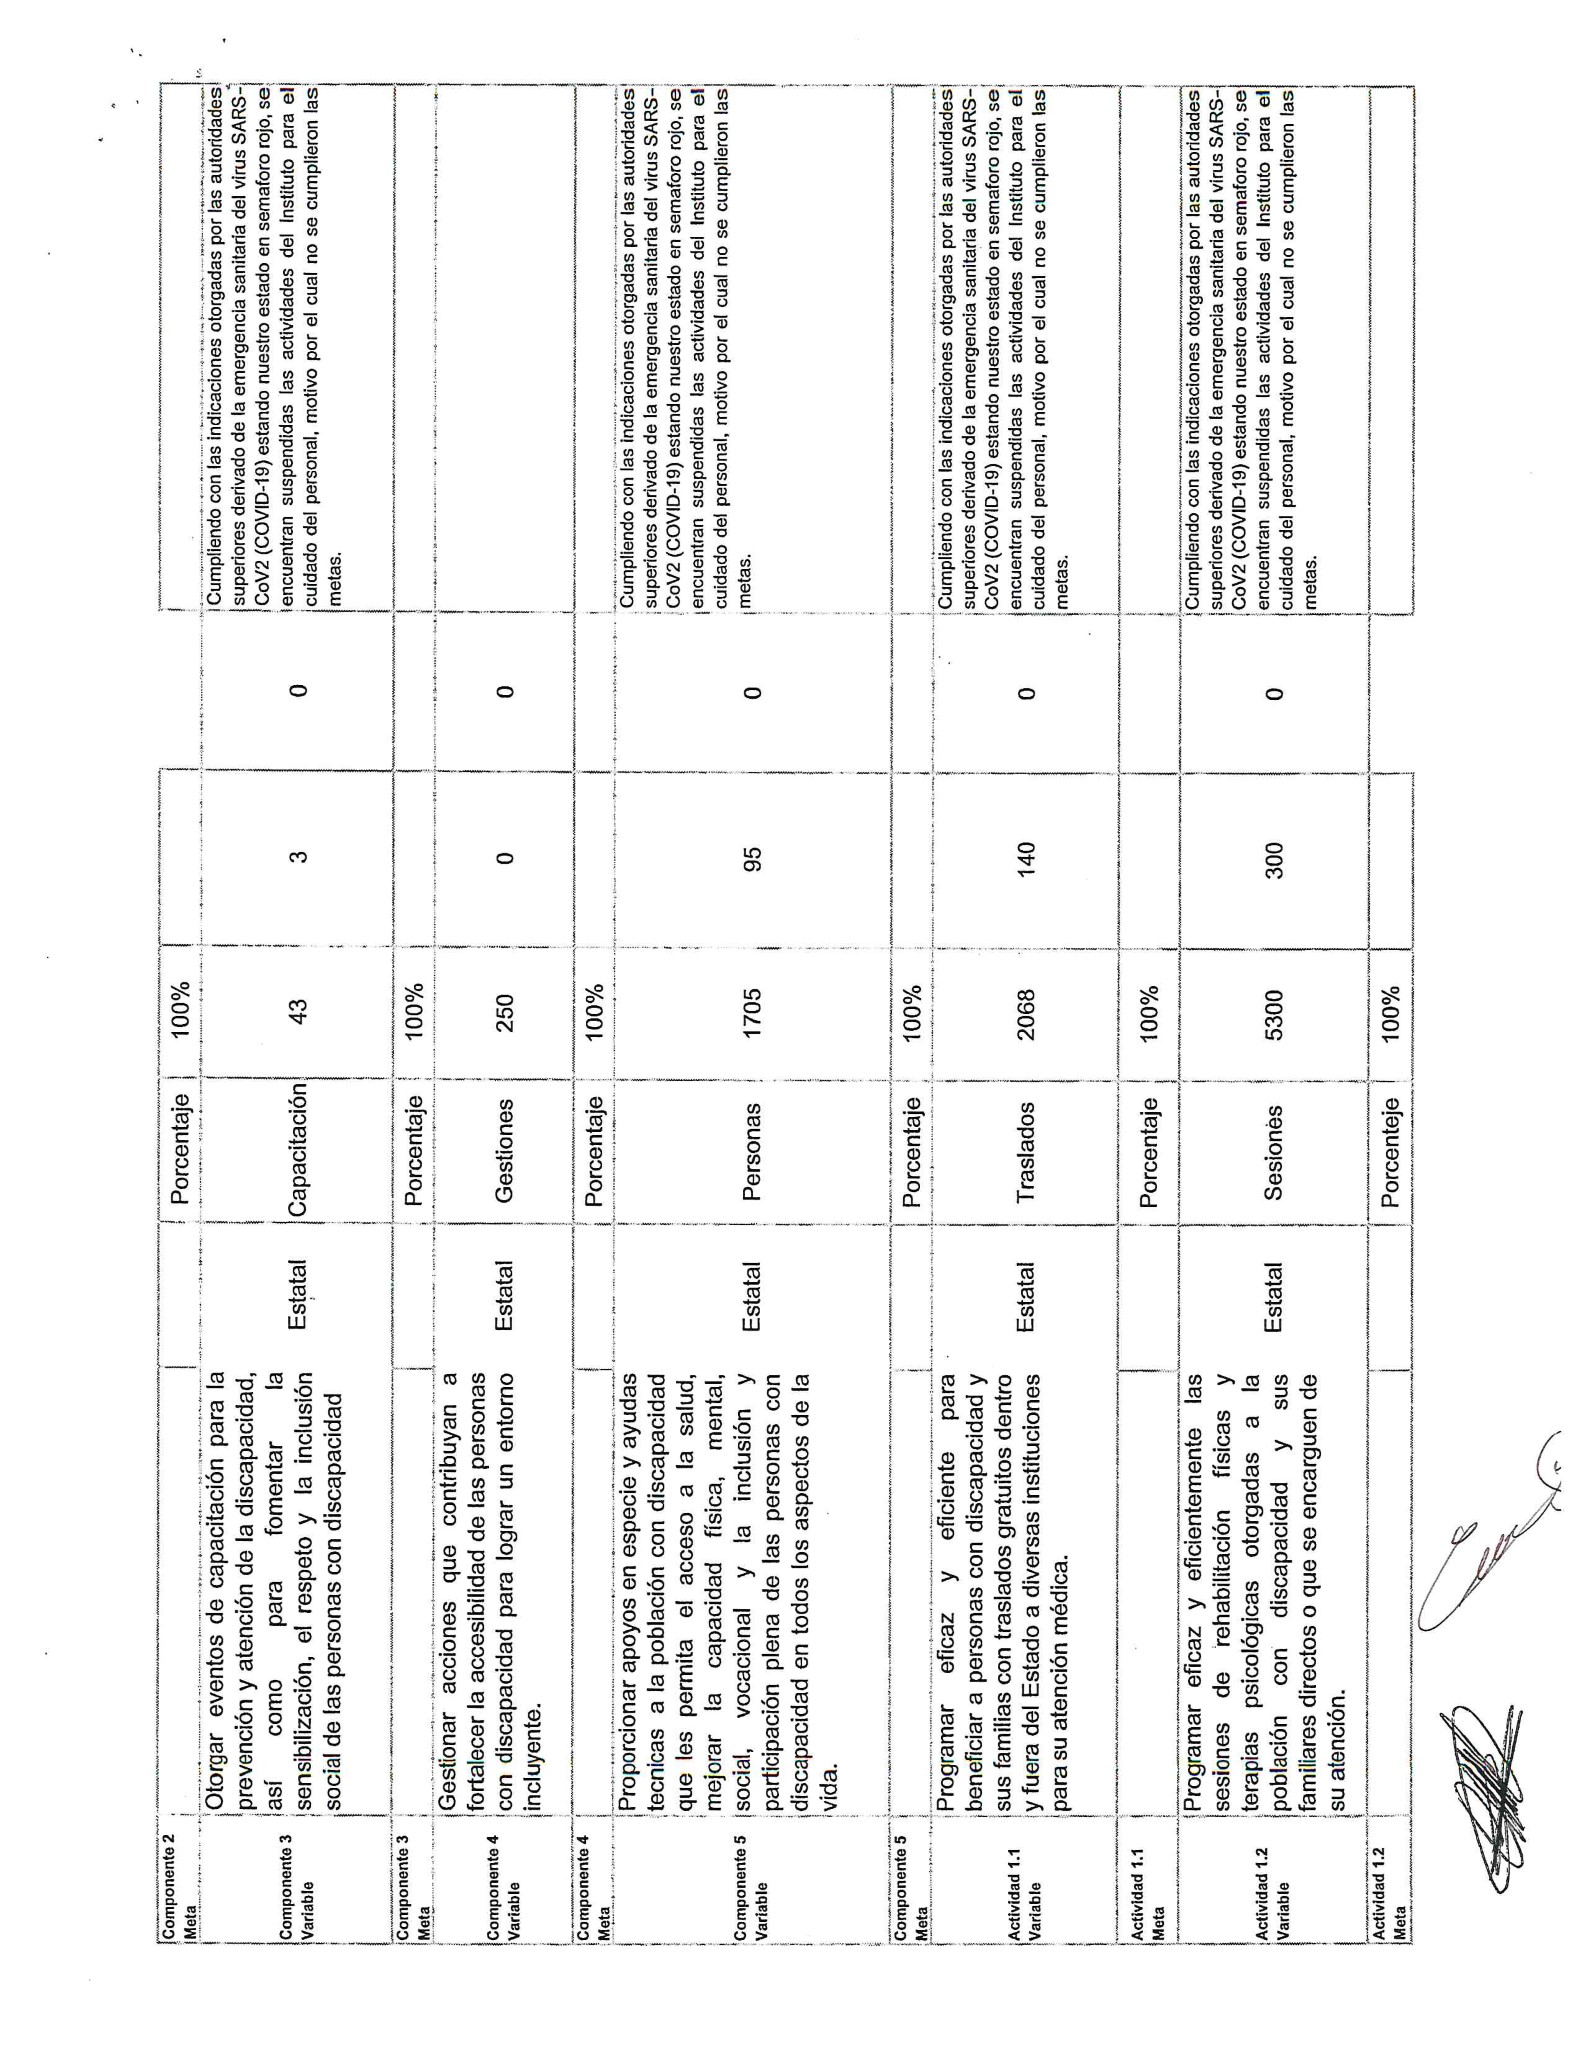 Componente 2
Meta
Porcentaje
100%
Componente 3
Variable
Otorgar eventos de capacitación para la
prevención y atención de la discapacidad,
así como para fomentar la
sensibilización, el respeto y la inclusión
social de las personas con discapacidad
Estatal
Capacitación
43
3
0
Cumpliendo con las indicaciones otorgadas por las autoridades
superiores derivado de la emergencia sanitaria del virus SARS-
CoV2 (COVID-19) estando nuestro estado en semaforo rojo, se
encuentran suspendidas las actividades del Instituto para el
cuidado del personal, motivo por el cual no se cumplieron las
metas.
Componente 3
Meta
Porcentaje
100%
Componente 4
Variable
Gestionar acciones que contribuyan a
fortalecer la accesibilidad de las personas
con discapacidad para lograr un entorno
incluyente.
Estatal
Gestiones
250
0
0
Componente 4
Meta
Porcentaje
100%
Componente 5
Variable
Proporcionar apoyos en especie y ayudas
tecnicas a la población con discapacidad
que les permita el acceso a la salud,
mejorar la capacidad física, mental,
social, vocacional y la inclusión y
participación plena de las personas con
discapacidad en todos los aspectos de la
vida.
Estatal
Personas
1705
95
0
Cumpliendo con las indicaciones otorgadas por las autoridades
superiores derivado de la emergencia sanitaria del virus SARS-
CoV2 (COVID-19) estando nuestro estado en semaforo rojo, se
encuentran suspendidas las actividades del Instituto para el
cuidado del personal, motivo por el cual no se cumplieron las
metas.
Componente 5
Meta
Porcentaje
100%
Actividad 1.1
Variable
Programar eficaz y eficiente para
beneficiar a personas con discapacidad y
sus familias con traslados gratuitos dentro
y fuera del Estado a diversas instituciones
para su atención médica.
Estatal
Traslados
2068
140
0
Cumpliendo con las indicaciones otorgadas por las autoridades
superiores derivado de la emergencia sanitaria del virus SARS-
CoV2 (COVID-19) estando nuestro estado en semaforo rojo, se
encuentran suspendidas las actividades del Instituto para el
cuidado del personal, motivo por el cual no se cumplieron las
metas.
Actividad 1.1
Meta
Porcentaje
100%
Actividad 1.2
Variable
Programar eficaz y eficientemente las
sesiones de rehabilitación físicas y
terapias psicológicas otorgadas a la
población con discapacidad y sus
familiares directos o que se encarguen de
su atención.
Estatal
Sesiones
5300
300
0
Cumpliendo con las indicaciones otorgadas por las autoridades
superiores derivado de la emergencia sanitaria del virus SARS-
CoV2 (COVID-19) estando nuestro estado en semaforo rojo, se
encuentran suspendidas las actividades del Instituto para el
cuidado del personal, motivo por el cual no se cumplieron las
metas.
Actividad 1.2
Meta
Porcenteje
100%